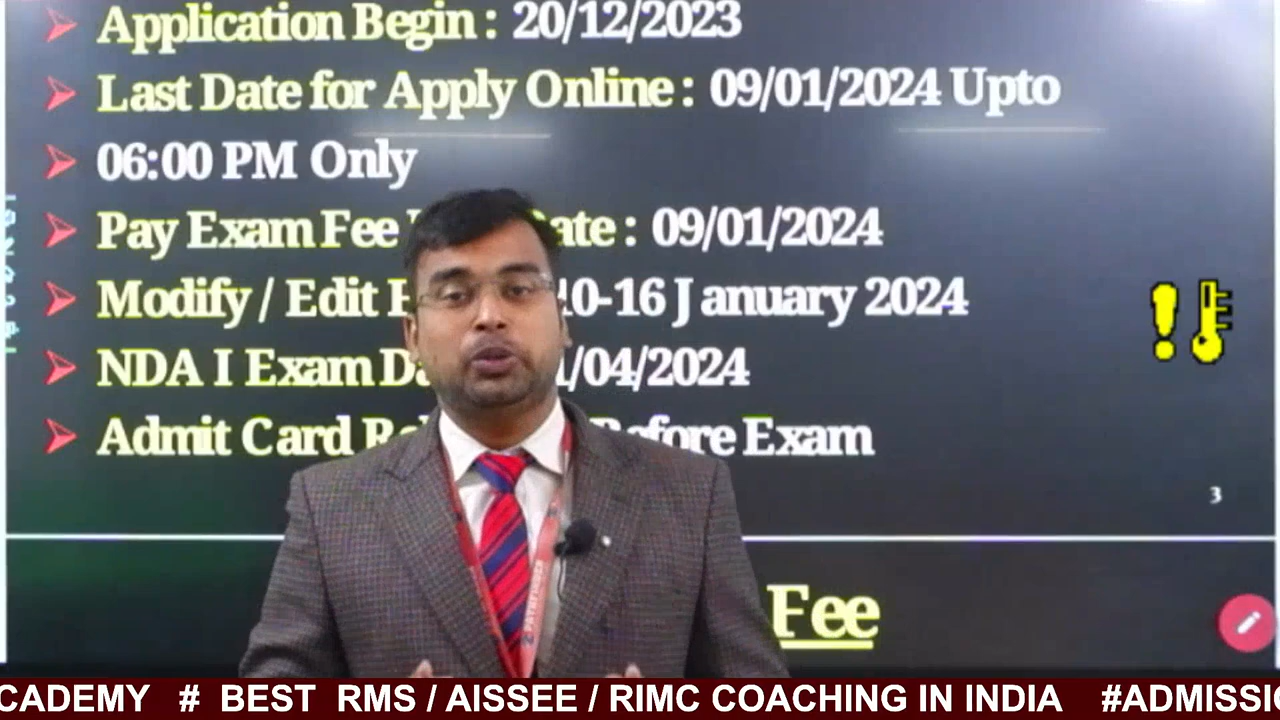 Application Begin : 20/12/2023
Last Date for Apply Online : 09/01/2024 Upto
06:00 PM Only
Pay Exam Fee ate : 09/01/2024
Modify / Edit 10-16 January 2024
NDA I Exam Da 1/04/2024
Admit Card Before Exam
3
Fee
CADEMY # BEST RMS / AISSEE / RIMC COACHING IN INDIA #ADMISSI